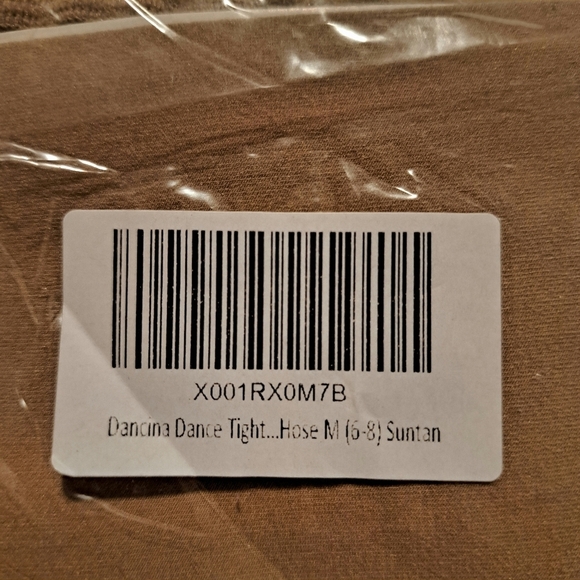 X001RX0M7B
Dancina Dance Tight...Hose M (6-8) Suntan